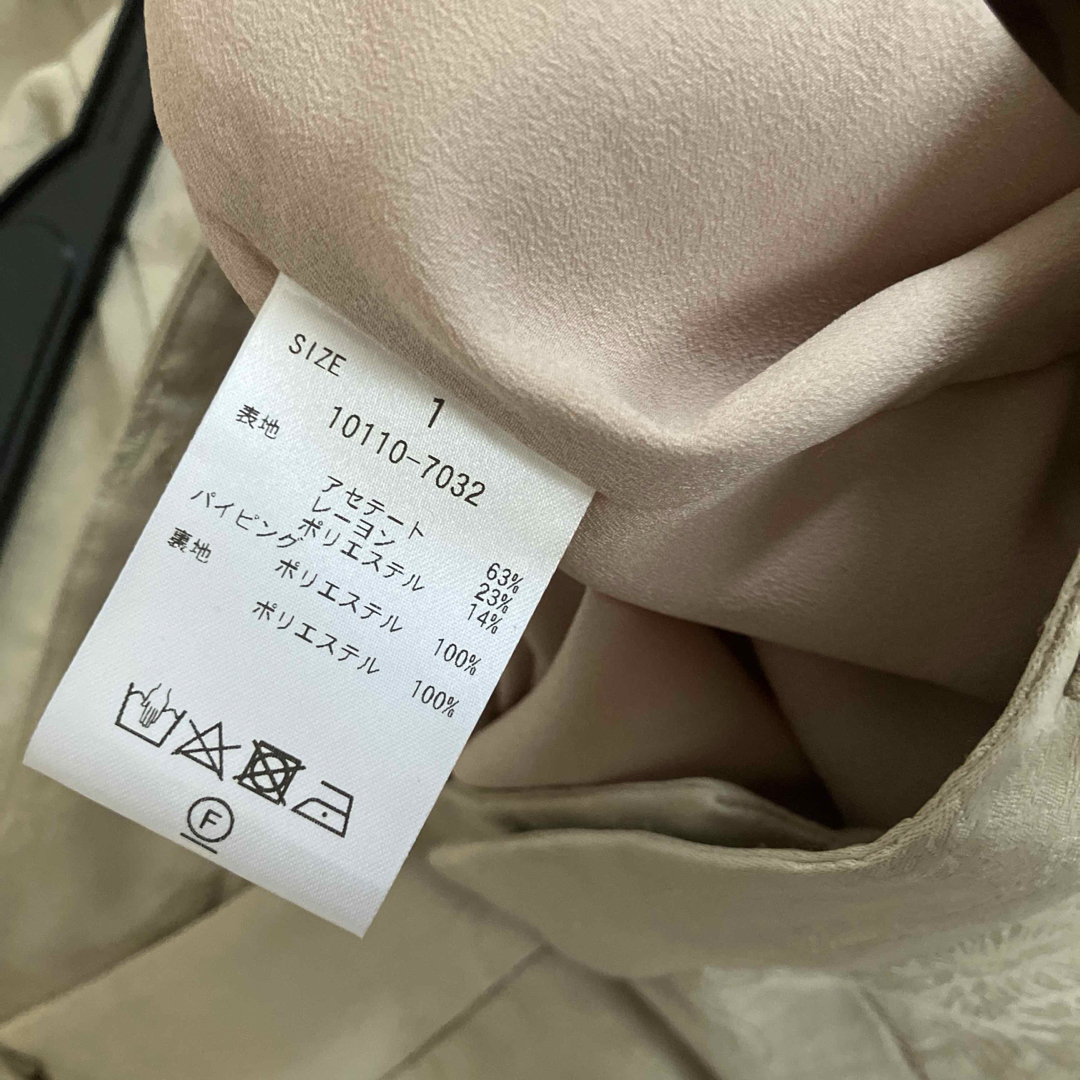 SIZE
1
10110-7032
表地
アセテート 63%
レーヨン 23%
ポリエステル 14%
パイピング
ポリエステル 100%
裏地
ポリエステル 100%
F